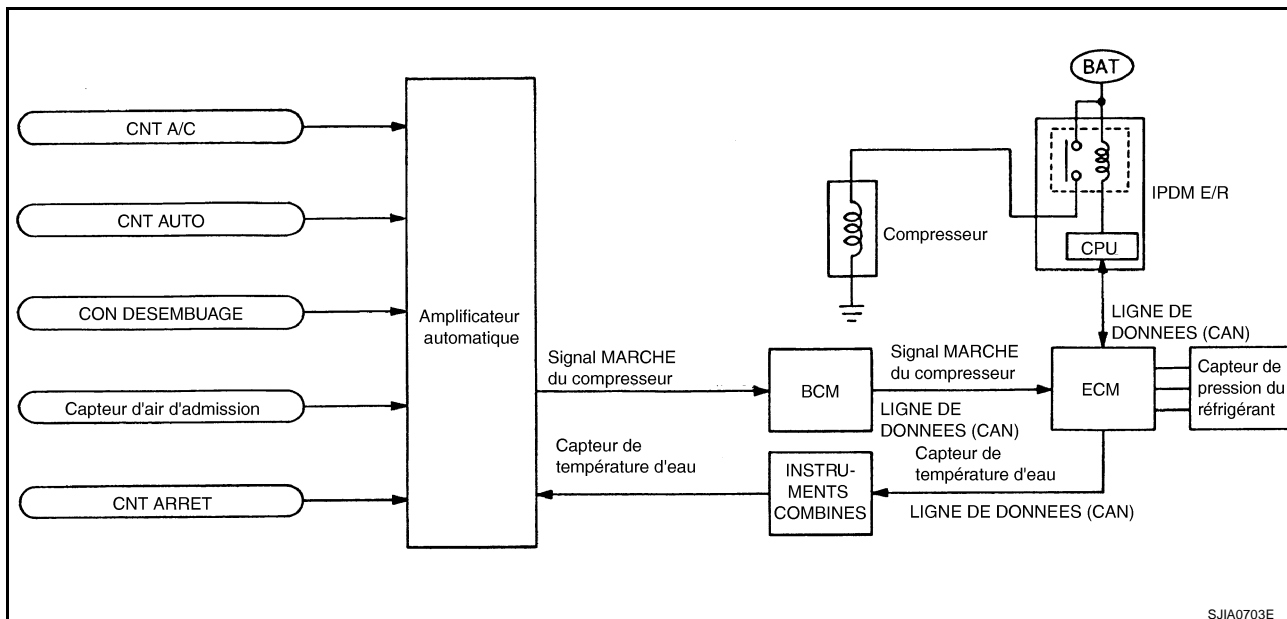 BAT
CNT A/C
IPDM E/R
CNT AUTO
Compresseur
CPU
CON DESEMBUAGE
Amplificateur
automatique
LIGNE DE
DONNEES (CAN)
Signal MARCHE
du compresseur
BCM
Signal MARCHE
du compresseur
LIGNE DE
DONNEES (CAN)
ECM
Capteur de
pression du
réfrigérant
Capteur d'air d'admission
Capteur de
température d'eau
INSTRU-
MENTS
COMBINES
Capteur de
température d'eau
LIGNE DE DONNEES (CAN)
CNT ARRET
SJIA0703E